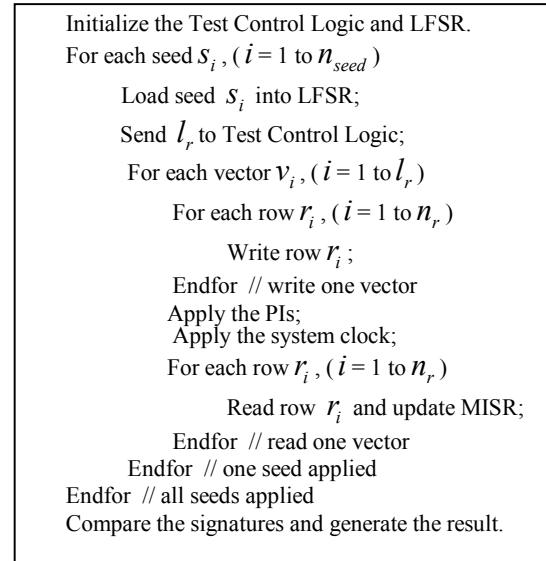 Initialize the Test Control Logic and LFSR.
For each seed s_i , ( i = 1 to n_seed )
Load seed s_i into LFSR;
Send l_r to Test Control Logic;
For each vector v_i , ( i = 1 to l_r )
For each row r_i , ( i = 1 to n_r )
Write row r_i ;
Endfor // write one vector
Apply the PIs;
Apply the system clock;
For each row r_i , ( i = 1 to n_r )
Read row r_i and update MISR;
Endfor // read one vector
Endfor // one seed applied
Endfor // all seeds applied
Compare the signatures and generate the result.